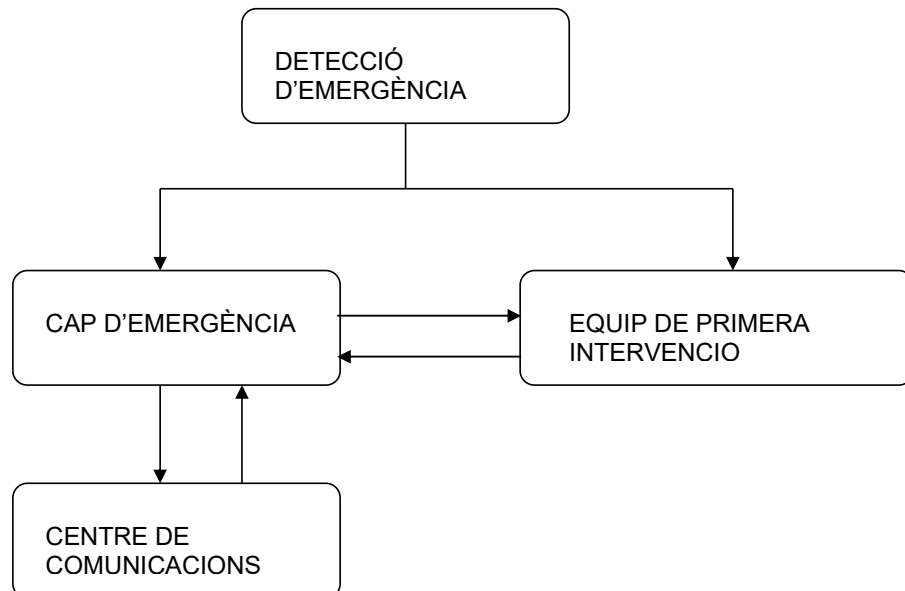 DETECCIÓ
D’EMERGÈNCIA
CAP D’EMERGÈNCIA
EQUIP DE PRIMERA
INTERVENCIO
CENTRE DE
COMUNICACIONS